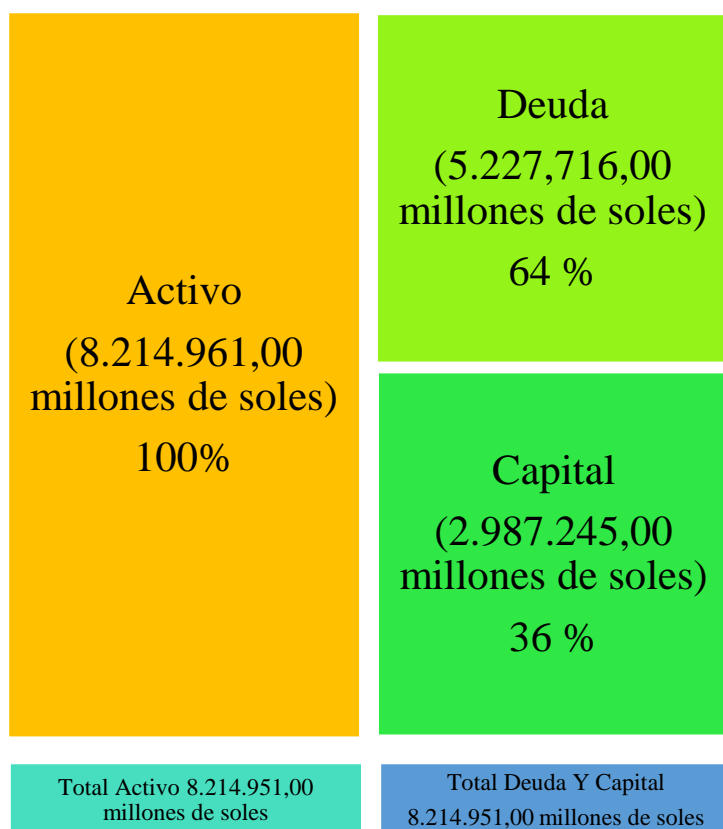 Activo
(8.214.961,00
millones de soles)
100%
Deuda
(5.227,716,00
millones de soles)
64 %
Capital
(2.987.245,00
millones de soles)
36 %
Total Activo 8.214.951,00
millones de soles
Total Deuda Y Capital
8.214.951,00 millones de soles